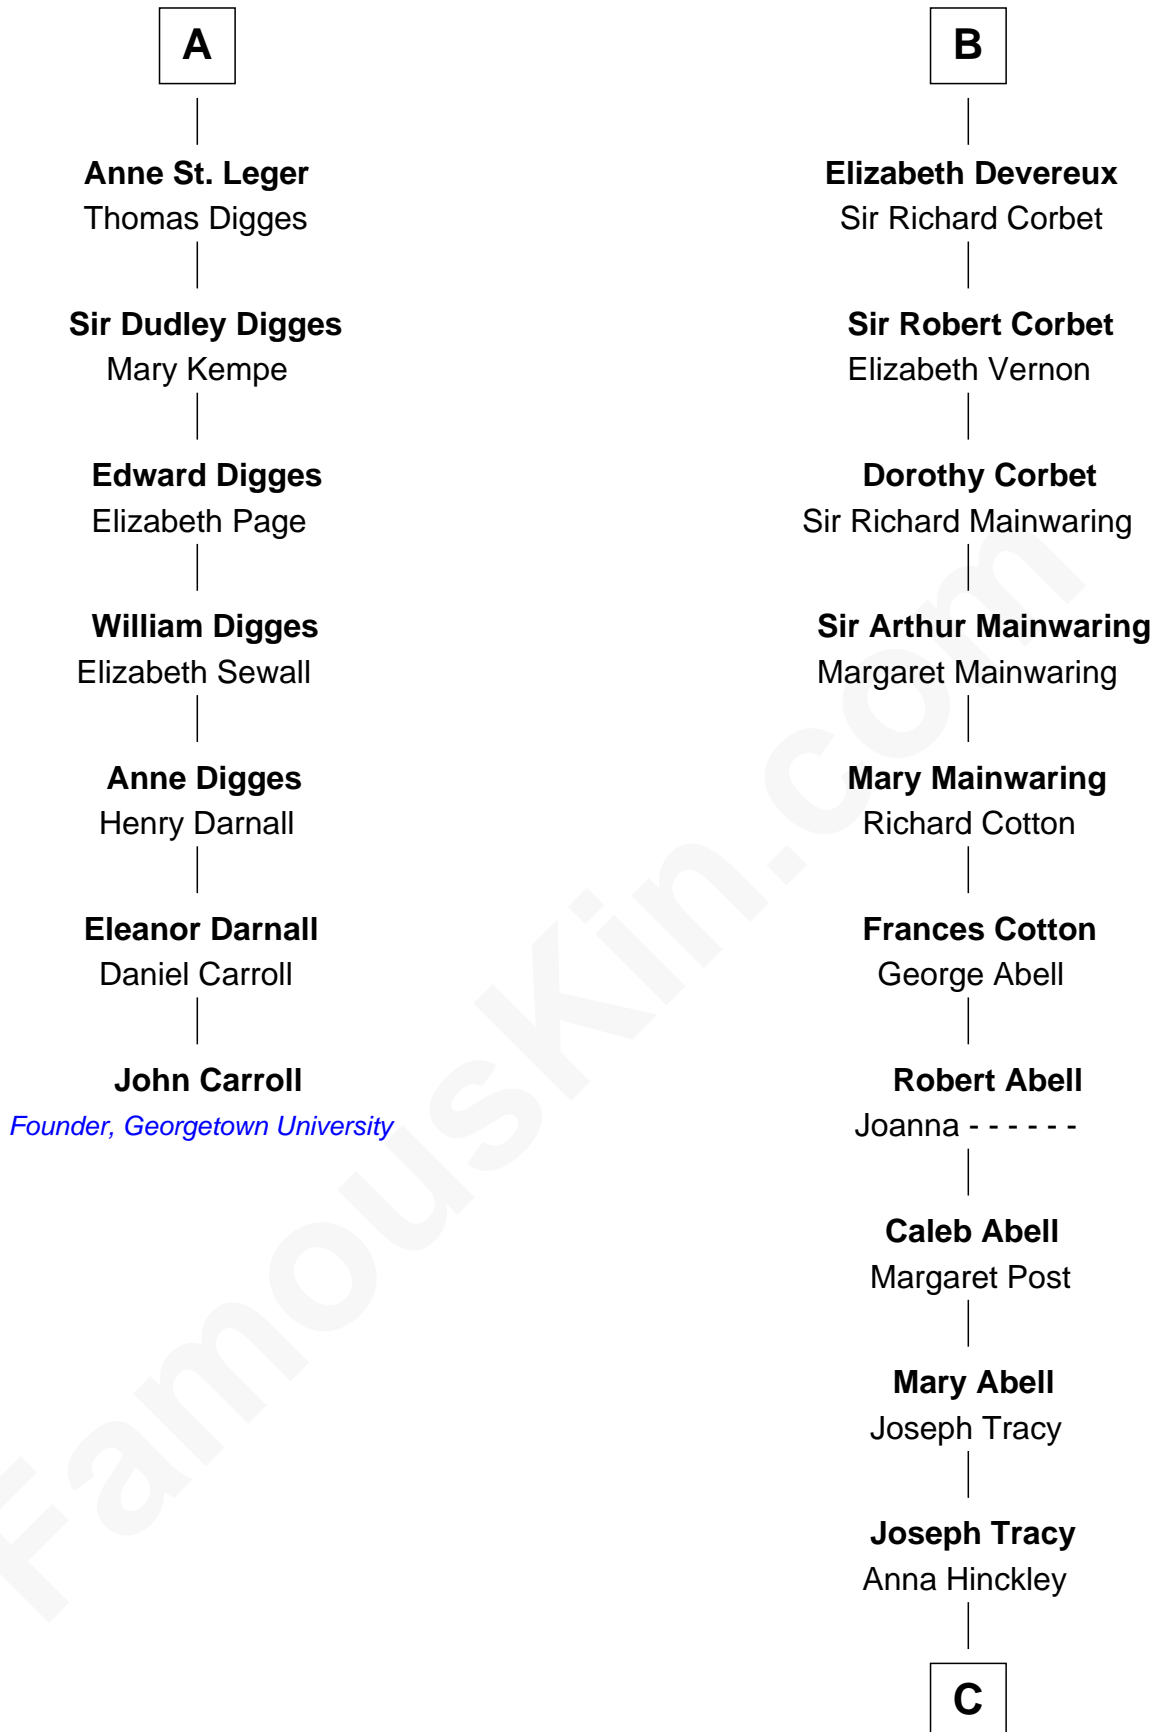 A
Anne St. Leger
Thomas Digges
Sir Dudley Digges
Mary Kempe
Edward Digges
Elizabeth Page
William Digges
Elizabeth Sewall
Anne Digges
Henry Darnall
Eleanor Darnall
Daniel Carroll
John Carroll
Founder, Georgetown University
B
Elizabeth Devereux
Sir Richard Corbet
Sir Robert Corbet
Elizabeth Vernon
Dorothy Corbet
Sir Richard Mainwaring
Sir Arthur Mainwaring
Margaret Mainwaring
Mary Mainwaring
Richard Cotton
Frances Cotton
George Abell
Robert Abell
Joanna - - - - - -
Caleb Abell
Margaret Post
Mary Abell
Joseph Tracy
Joseph Tracy
Anna Hinckley
C
FamousKin.com